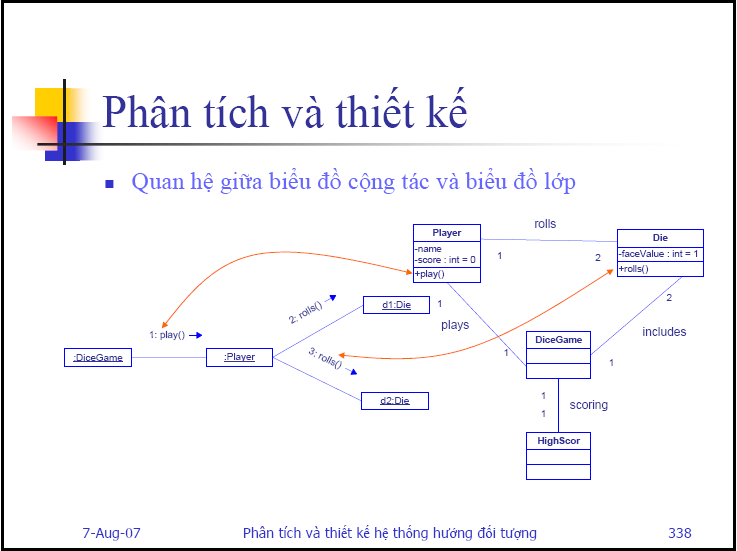 Phân tích và thiết kế
Quan hệ giữa biểu đồ cộng tác và biểu đồ lớp
Player
-name
-score : int = 0
+play()
rolls
1
2
Die
-faceValue : int = 1
+rolls()
1: play()
2: rolls()
3: rolls()
:DiceGame
:Player
d1:Die
d2:Die
1
plays
1
2
includes
1
DiceGame
1
1
scoring
HighScor
7-Aug-07
Phân tích và thiết kế hệ thống hướng đối tượng
338